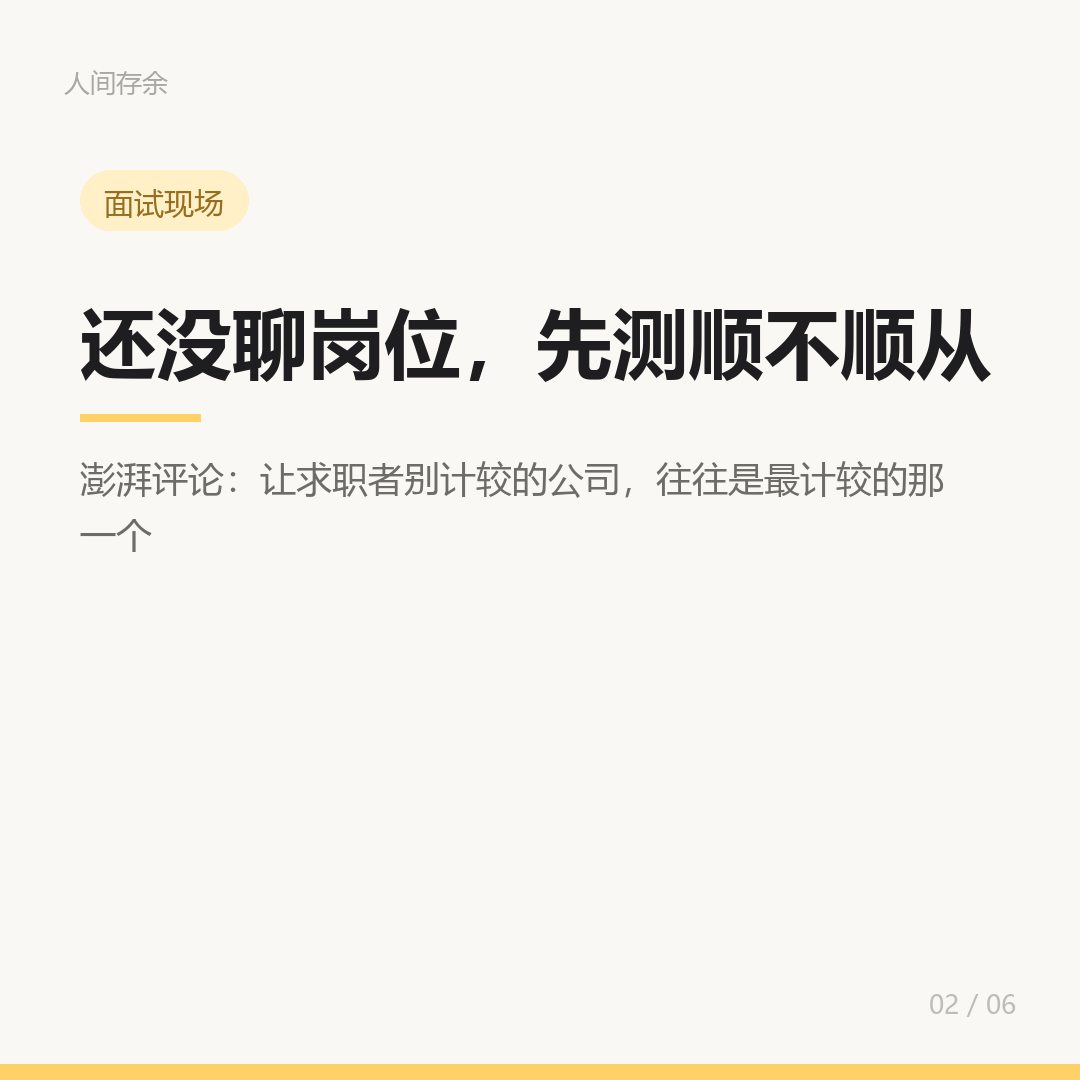 人间存余
面试现场
还没聊岗位，先测顺不顺从
澎湃评论：让求职者别计较的公司，往往是最计较的那
一个
02 / 06